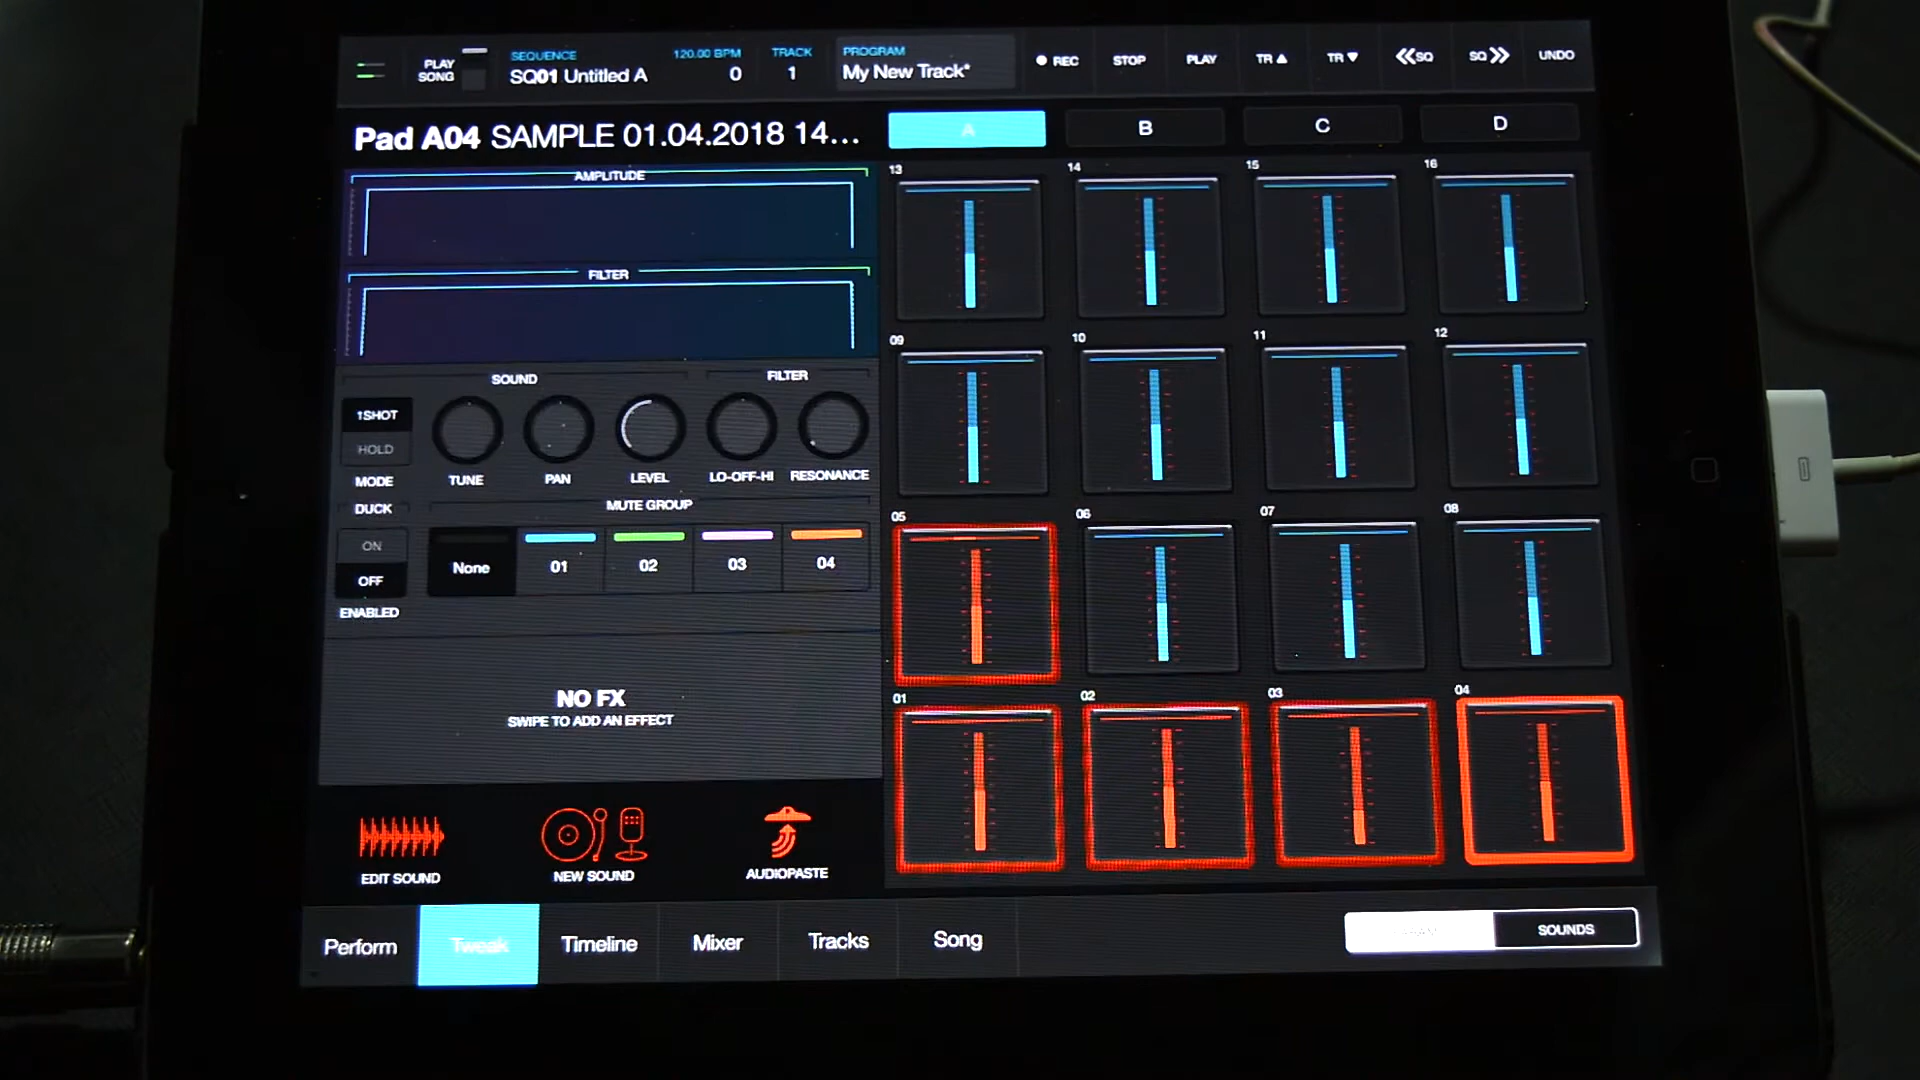 PLAY
SONG
SEQUENCE
SQ01 Untitled A
120.00 BPM
0
TRACK
1
PROGRAM
My New Track*
REC
STOP
PLAY
TR
TR
SQ
SQ
UNDO
Pad A04 SAMPLE 01.04.2018 14...
A
B
C
D
AMPLITUDE
FILTER
SOUND
FILTER
1SHOT
HOLD
MODE
TUNE
PAN
LEVEL
LO-OFF-HI
RESONANCE
DUCK
MUTE GROUP
ON
OFF
ENABLED
None
01
02
03
04
NO FX
SWIPE TO ADD AN EFFECT
EDIT SOUND
NEW SOUND
AUDIOPASTE
13
14
15
16
09
10
11
12
05
06
07
08
01
02
03
04
Perform
Tweak
Timeline
Mixer
Tracks
Song
SOUNDS